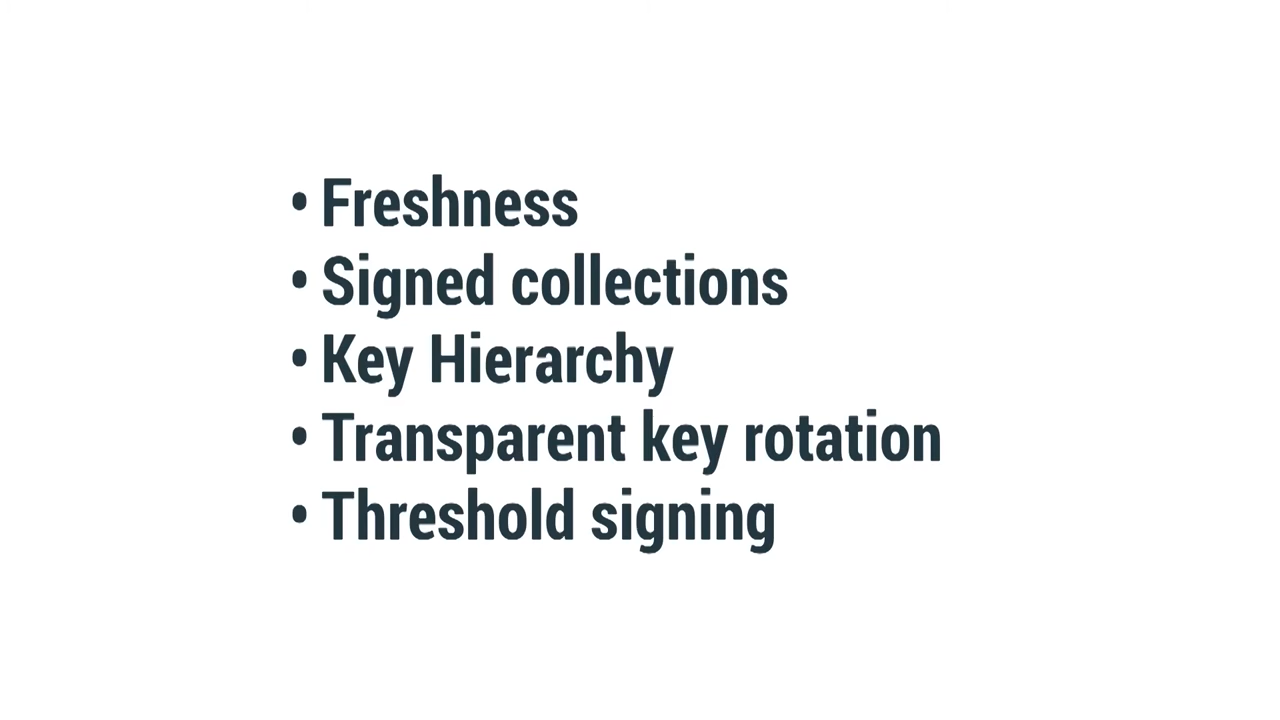 • Freshness
• Signed collections
• Key Hierarchy
• Transparent key rotation
• Threshold signing